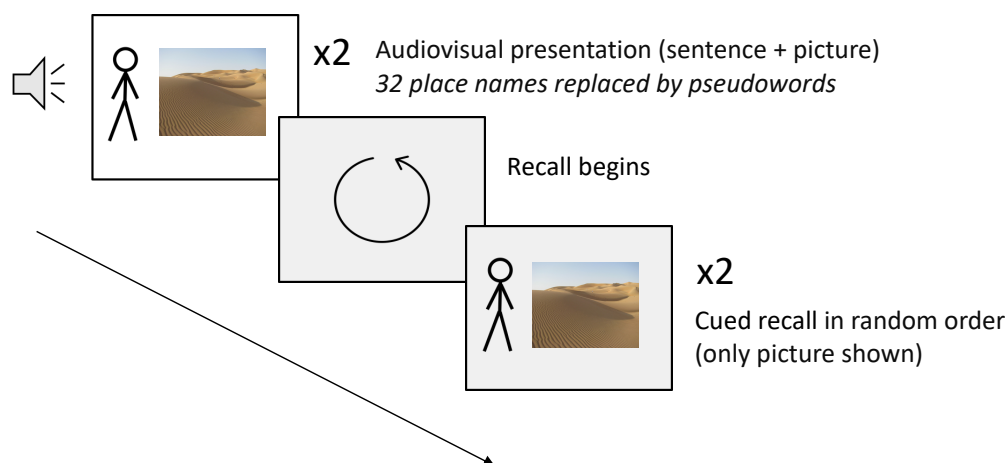 x2
Audiovisual presentation (sentence + picture)
32 place names replaced by pseudowords
Recall begins
x2
Cued recall in random order
(only picture shown)